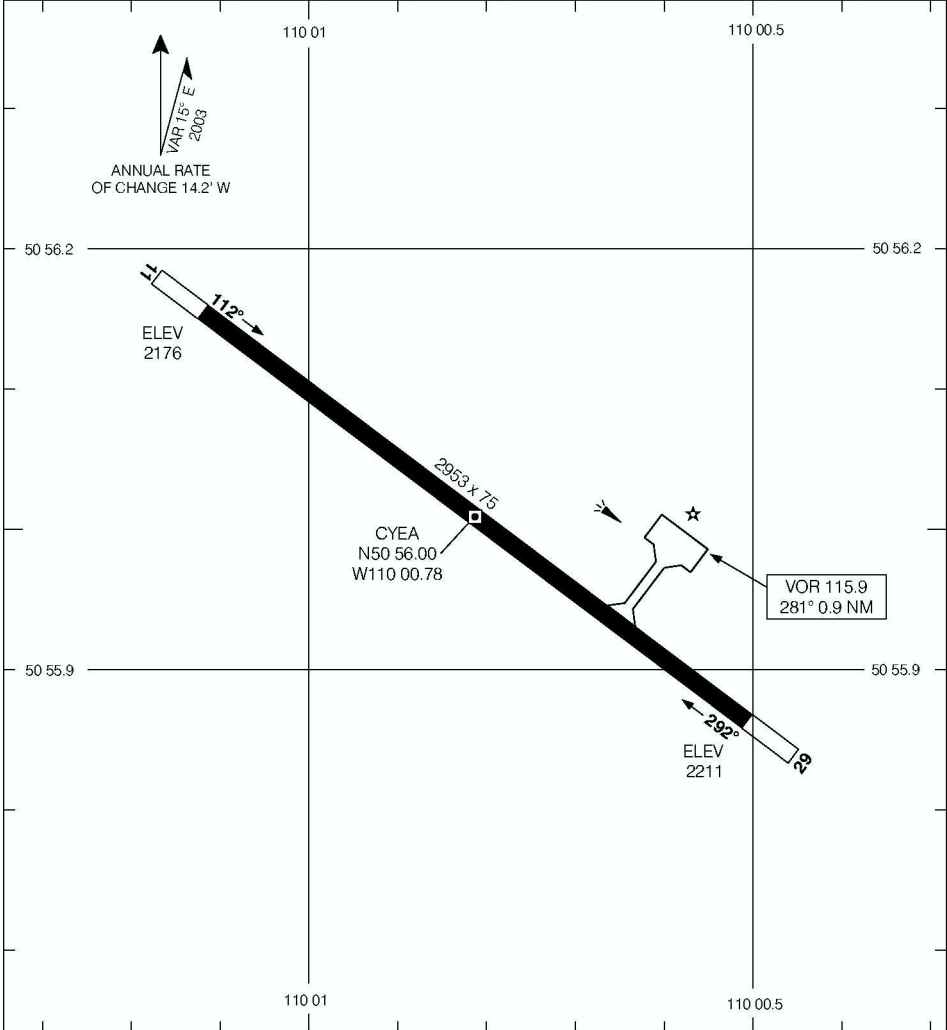 110 01
110 00.5
VAR 15° E
2003
ANNUAL RATE
OF CHANGE 14.2' W
50 56.2
50 56.2
11
112°
ELEV
2176
2953 x 75
CYEA
N50 56.00
W110 00.78
VOR 115.9
281° 0.9 NM
50 55.9
50 55.9
292°
ELEV
2211
29
110 01
110 00.5